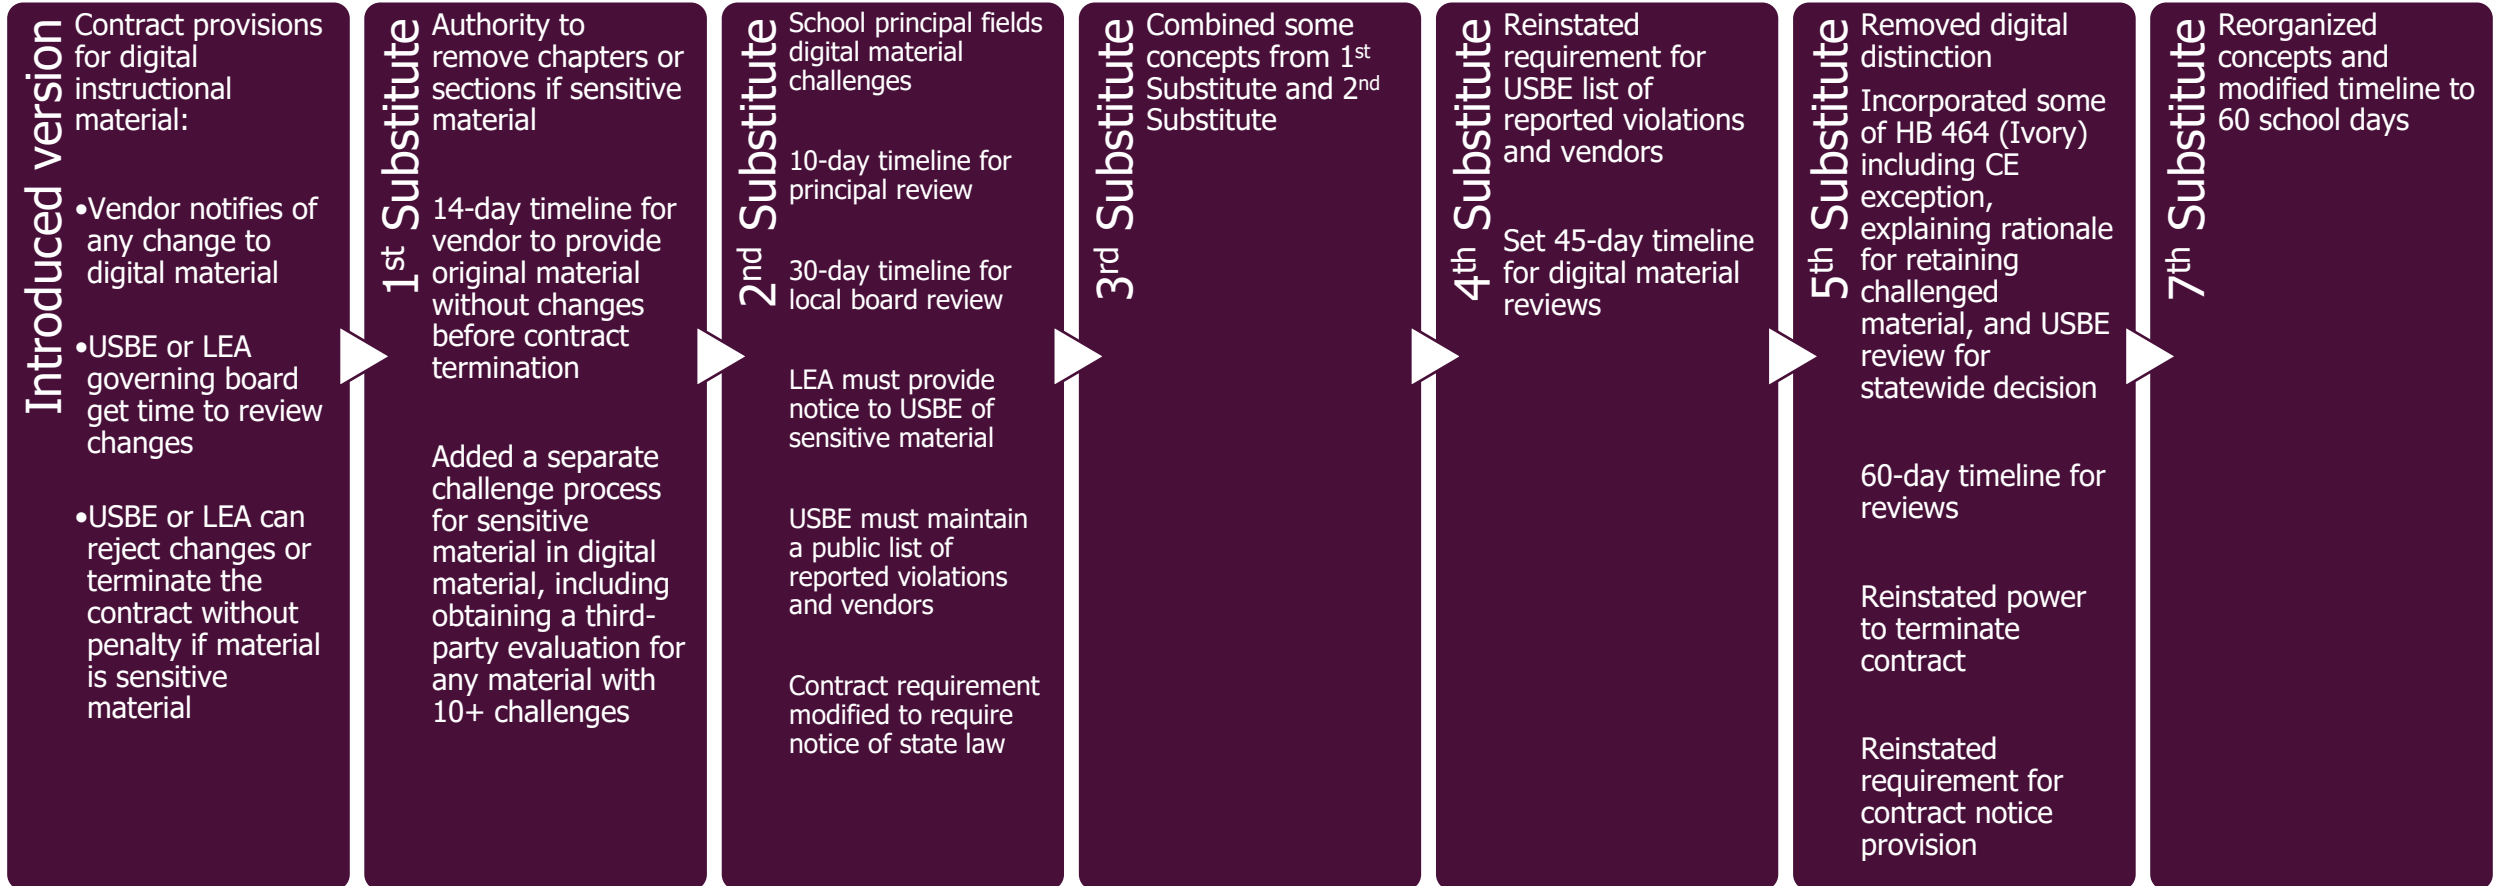 Introduced version
Contract provisions
for digital
instructional
material:
•Vendor notifies of
any change to
digital material
•USBE or LEA
governing board
get time to review
changes
•USBE or LEA can
reject changes or
terminate the
contract without
penalty if material
is sensitive
material
1st Substitute
Authority to
remove chapters or
sections if sensitive
material
14-day timeline for
vendor to provide
original material
without changes
before contract
termination
Added a separate
challenge process
for sensitive
material in digital
material, including
obtaining a third-
party evaluation for
any material with
10+ challenges
2nd Substitute
School principal fields
digital material
challenges
10-day timeline for
principal review
30-day timeline for
local board review
LEA must provide
notice to USBE of
sensitive material
USBE must maintain
a public list of
reported violations
and vendors
Contract requirement
modified to require
notice of state law
3rd Substitute
Combined some
concepts from 1st
Substitute and 2nd
Substitute
4th Substitute
Reinstated
requirement for
USBE list of
reported violations
and vendors
Set 45-day timeline
for digital material
reviews
5th Substitute
Removed digital
distinction
Incorporated some
of HB 464 (Ivory)
including CE
exception,
explaining rationale
for retaining
challenged
material, and USBE
review for
statewide decision
60-day timeline for
reviews
Reinstated power
to terminate
contract
Reinstated
requirement for
contract notice
provision
7th Substitute
Reorganized
concepts and
modified timeline to
60 school days